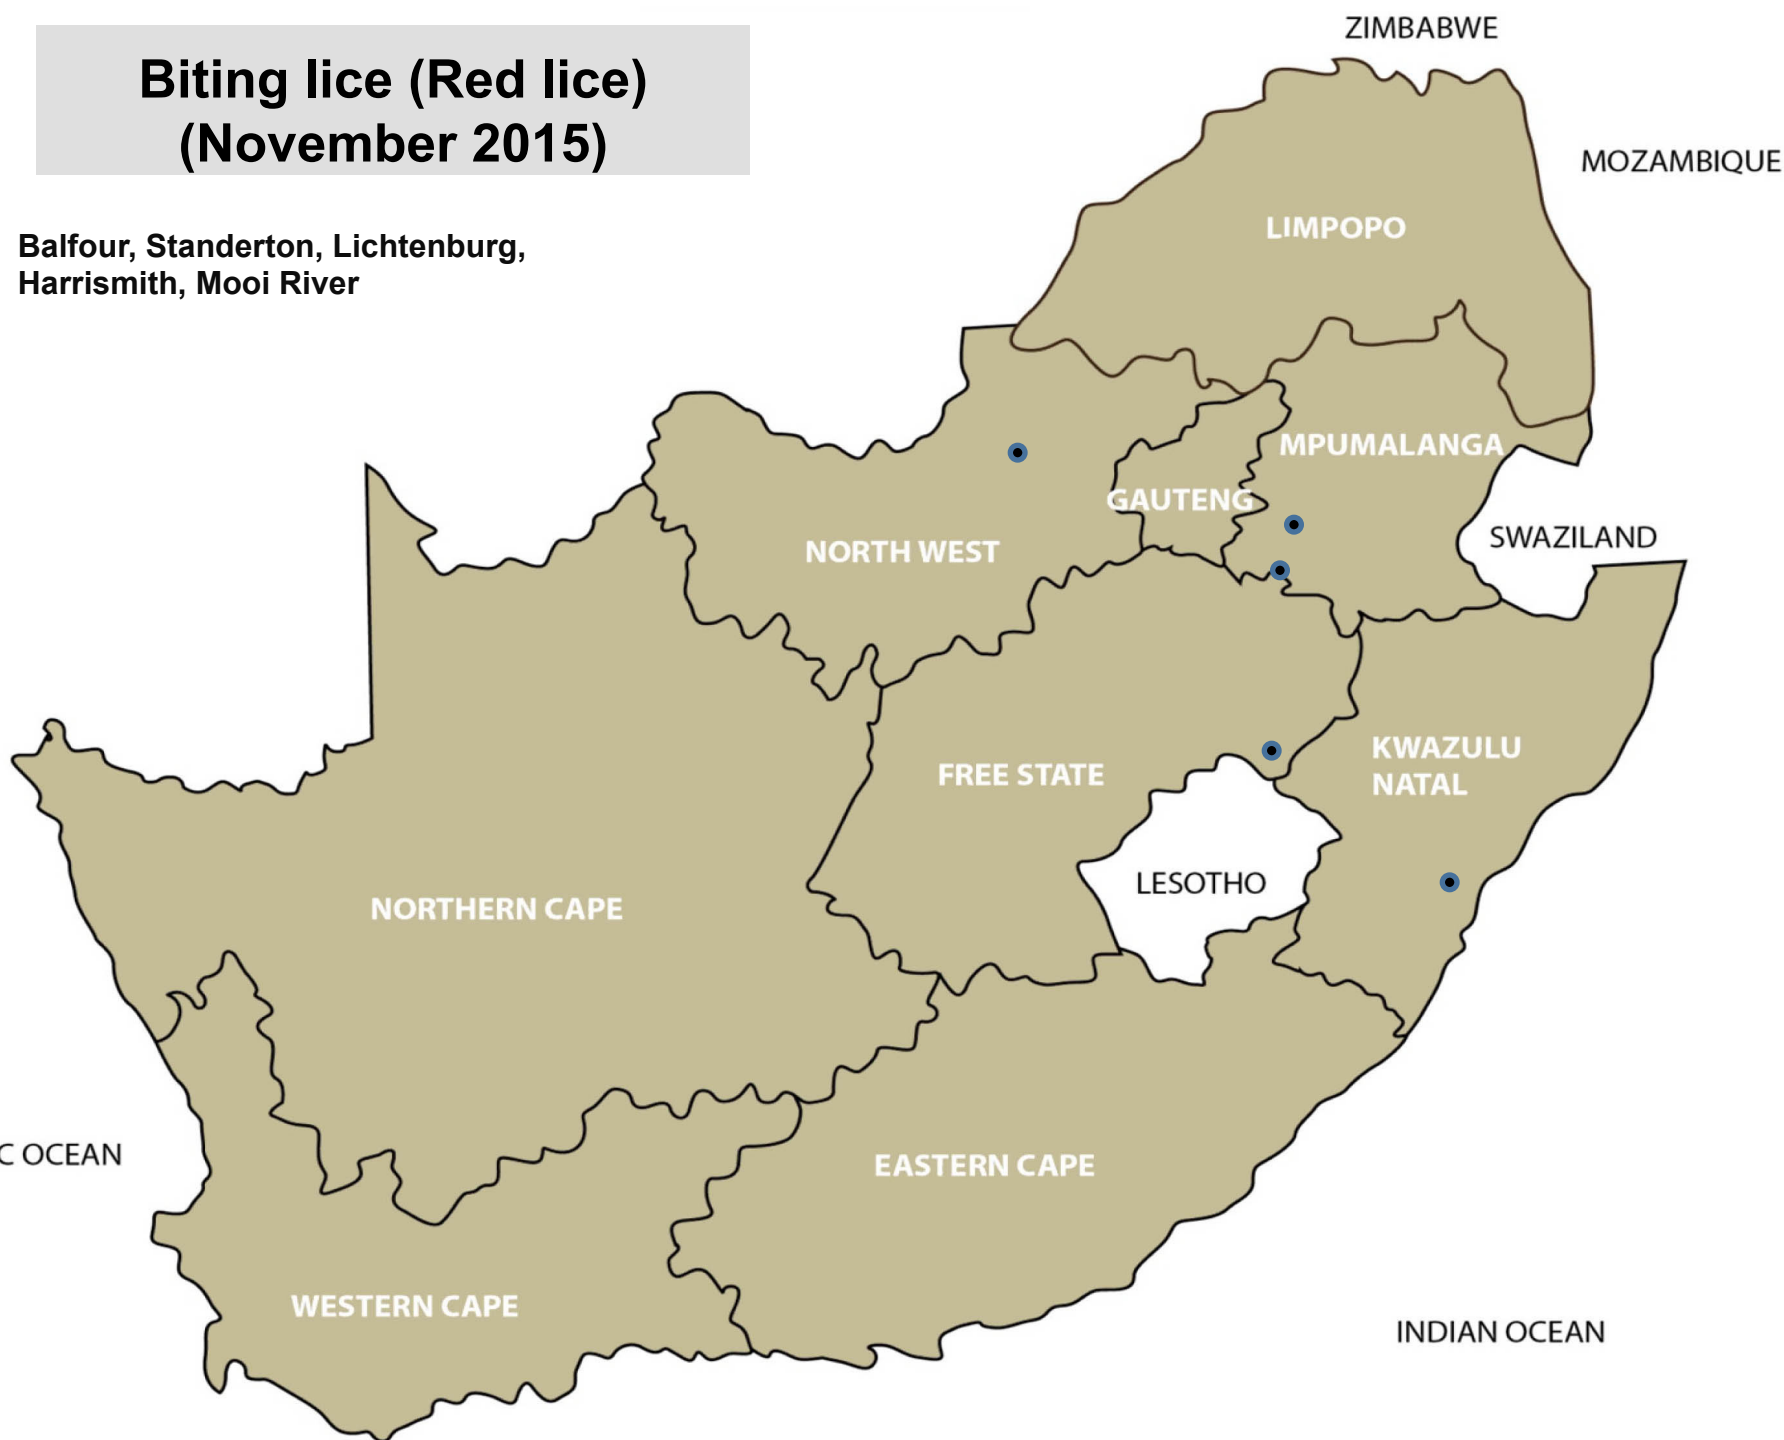 Biting lice (Red lice)
(November 2015)
Balfour, Standerton, Lichtenburg,
Harrismith, Mooi River
ZIMBABWE
MOZAMBIQUE
LIMPOPO
MPUMALANGA
GAUTENG
SWAZILAND
NORTH WEST
KWAZULU
NATAL
FREE STATE
LESOTHO
NORTHERN CAPE
C OCEAN
EASTERN CAPE
WESTERN CAPE
INDIAN OCEAN